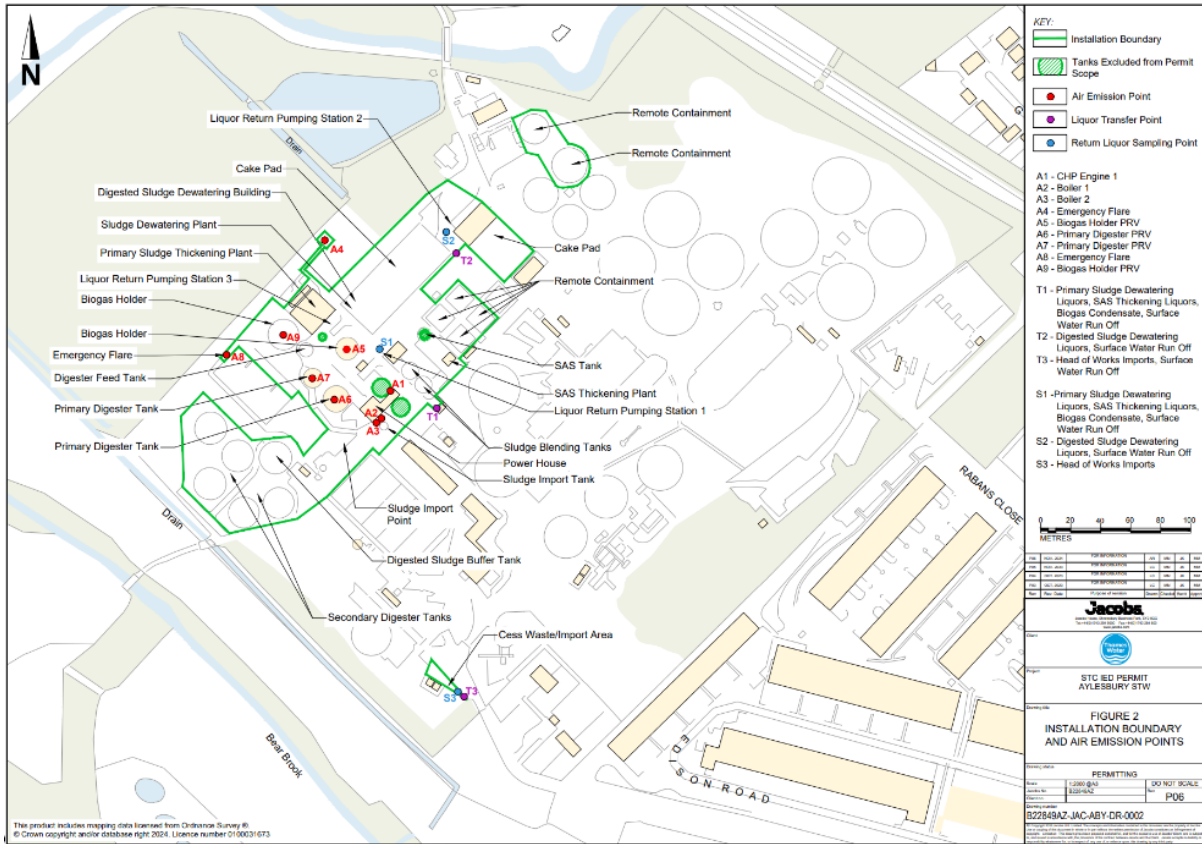 N
Drain
Liquor Return Pumping Station 2
Cake Pad
Digested Sludge Dewatering Building
Sludge Dewatering Plant
Primary Sludge Thickening Plant
Liquor Return Pumping Station 3
Biogas Holder
Biogas Holder
Emergency Flare
Digester Feed Tank
Primary Digester Tank
Primary Digester Tank
Remote Containment
Remote Containment
Cake Pad
Remote Containment
SAS Tank
SAS Thickening Plant
Liquor Return Pumping Station 1
Sludge Blending Tanks
Power House
Sludge Import Tank
Sludge Import
Point
Digested Sludge Buffer Tank
Secondary Digester Tanks
Cess Waste/Import Area
A4
S2
T2
A9
A5
S1
A8
A7
A1
A6
A2
A3
T1
S3
T3
Drain
Bear Brook
RABANS CLOSE
EDISON ROAD
G
This product includes mapping data licensed from Ordnance Survey ®.
© Crown copyright and/or database right 2024. Licence number 0100031673
KEY:
Installation Boundary
Tanks Excluded from Permit
Scope
Air Emission Point
Liquor Transfer Point
Return Liquor Sampling Point
A1 - CHP Engine 1
A2 - Boiler 1
A3 - Boiler 2
A4 - Emergency Flare
A5 - Biogas Holder PRV
A6 - Primary Digester PRV
A7 - Primary Digester PRV
A8 - Emergency Flare
A9 - Biogas Holder PRV
T1 - Primary Sludge Dewatering
Liquors, SAS Thickening Liquors,
Biogas Condensate, Surface
Water Run Off
T2 - Digested Sludge Dewatering
Liquors, Surface Water Run Off
T3 - Head of Works Imports, Surface
Water Run Off
S1 -Primary Sludge Dewatering
Liquors, SAS Thickening Liquors,
Biogas Condensate, Surface
Water Run Off
S2 - Digested Sludge Dewatering
Liquors, Surface Water Run Off
S3 - Head of Works Imports
0 20 40 60 80 100
METRES
Jacobs
Thames
Water
STC IED PERMIT
AYLESBURY STW
FIGURE 2
INSTALLATION BOUNDARY
AND AIR EMISSION POINTS
PERMITTING
1:2000 @A3
DO NOT SCALE
B22849AZ
P06
B22849AZ-JAC-ABY-DR-0002